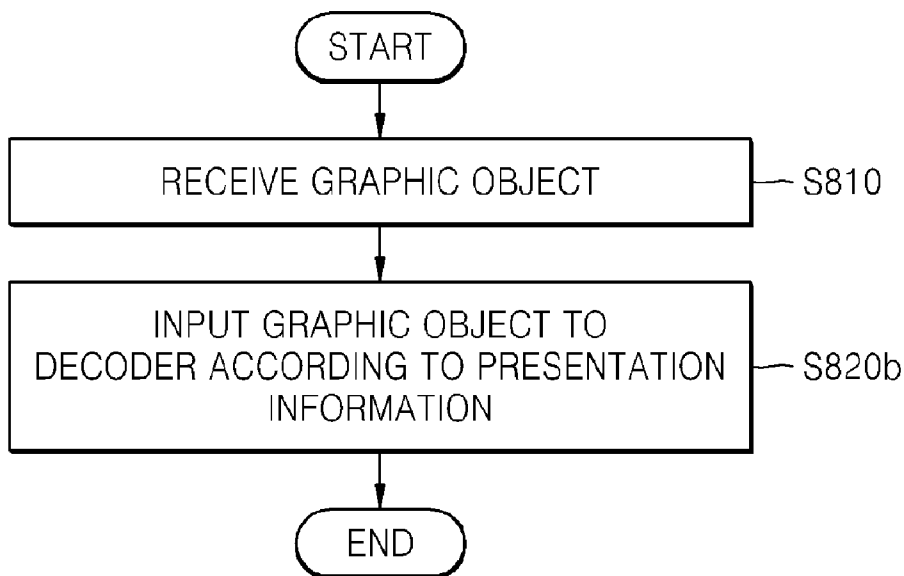 START
RECEIVE GRAPHIC OBJECT
S810
INPUT GRAPHIC OBJECT TO
DECODER ACCORDING TO PRESENTATION
INFORMATION
S820b
END